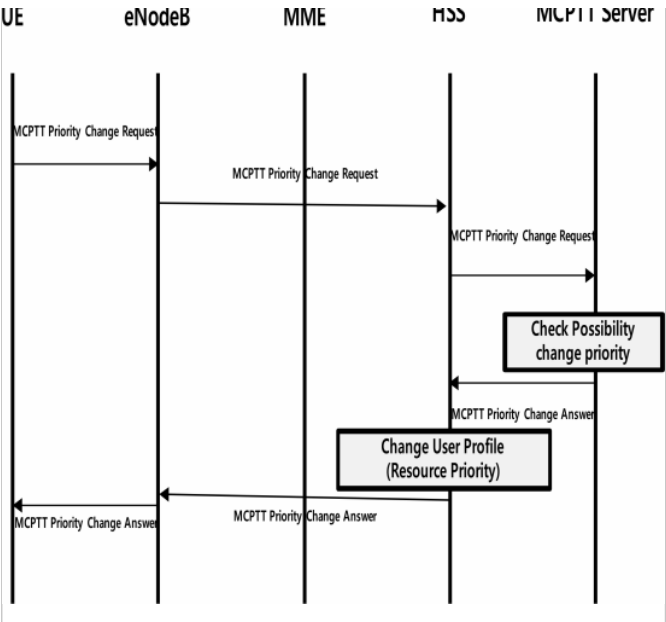 UE eNodeB MME HSS MCPTT Server
MCPTT Priority Change Request
MCPTT Priority Change Request
MCPTT Priority Change Request
Check Possibility
change priority
MCPTT Priority Change Answer
Change User Profile
(Resource Priority)
MCPTT Priority Change Answer
MCPTT Priority Change Answer